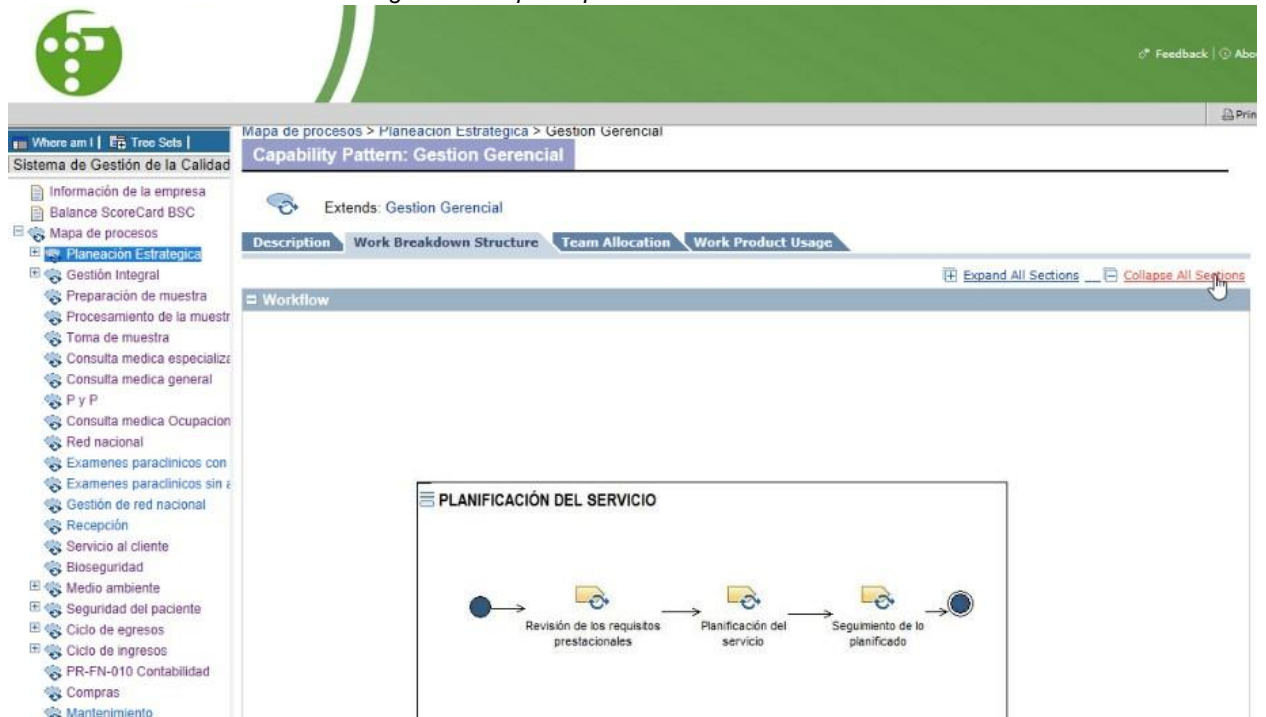 Feedback | Abo
Prin
Where am I | Tree Sets |
Sistema de Gestión de la Calidad
Información de la empresa
Balance ScoreCard BSC
Mapa de procesos
Planeación Estrategica
Gestión Integral
Preparación de muestra
Procesamiento de la muestr
Toma de muestra
Consulta medica especializa
Consulta medica general
P y P
Consulta medica Ocupacion
Red nacional
Examenes paraclinicos con
Examenes paraclinicos sin a
Gestión de red nacional
Recepción
Servicio al cliente
Bioseguridad
Medio ambiente
Seguridad del paciente
Ciclo de egresos
Ciclo de ingresos
PR-FN-010 Contabilidad
Compras
Mantenimiento
Mapa de procesos > Planeación Estrategica > Gestion Gerencial
Capability Pattern: Gestion Gerencial
Extends: Gestion Gerencial
Description Work Breakdown Structure Team Allocation Work Product Usage
Expand All Sections Collapse All Sections
Workflow
PLANIFICACIÓN DEL SERVICIO
Revisión de los requisitos
prestacionales
Planificación del
servicio
Seguimiento de lo
planificado